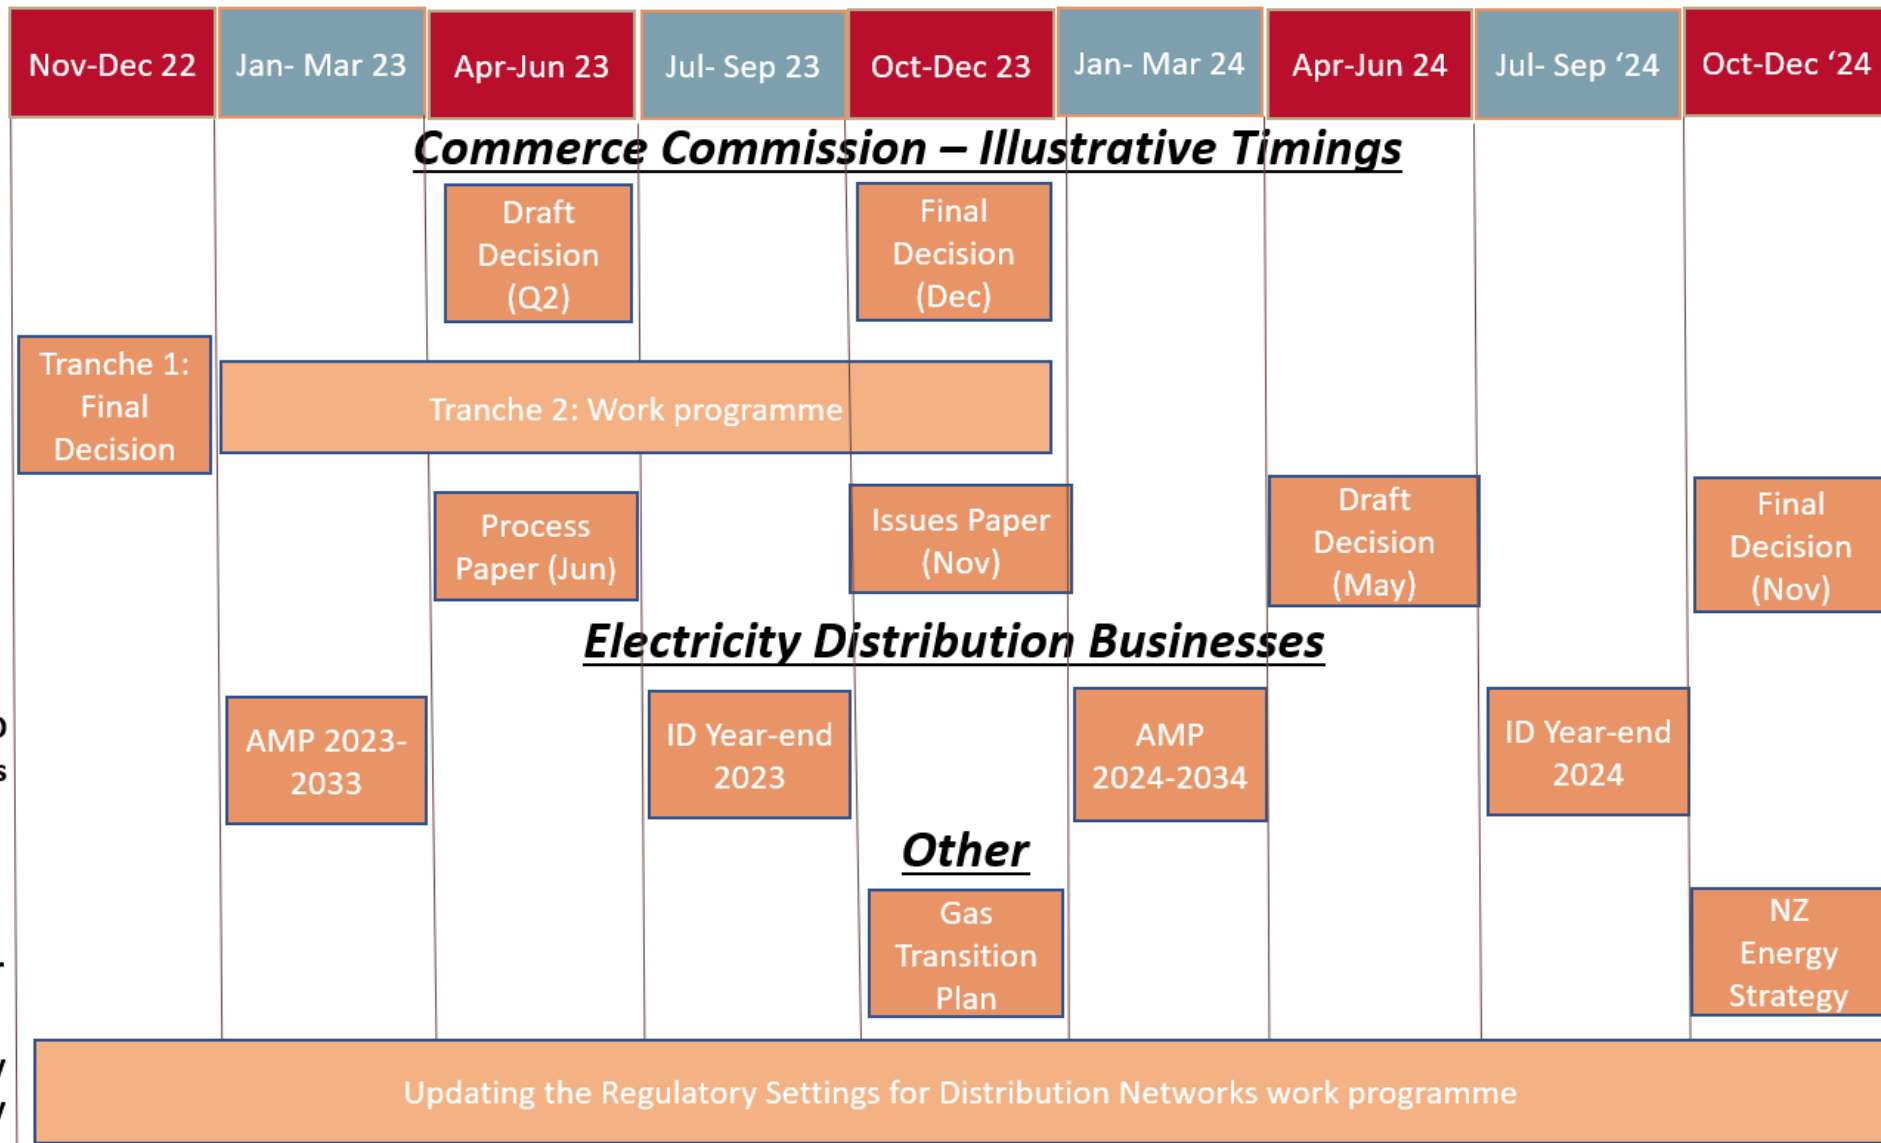 Nov-Dec 22
Jan- Mar 23
Apr-Jun 23
Jul- Sep 23
Oct-Dec 23
Jan- Mar 24
Apr-Jun 24
Jul- Sep ‘24
Oct-Dec ‘24
Commerce Commission – Illustrative Timings
Draft
Decision
(Q2)
Final
Decision
(Dec)
Tranche 1:
Final
Decision
Tranche 2: Work programme
Process
Paper (Jun)
Issues Paper
(Nov)
Draft
Decision
(May)
Final
Decision
(Nov)
Electricity Distribution Businesses
AMP 2023-
2033
ID Year-end
2023
AMP
2024-2034
ID Year-end
2024
Other
Gas
Transition
Plan
NZ
Energy
Strategy
Updating the Regulatory Settings for Distribution Networks work programme